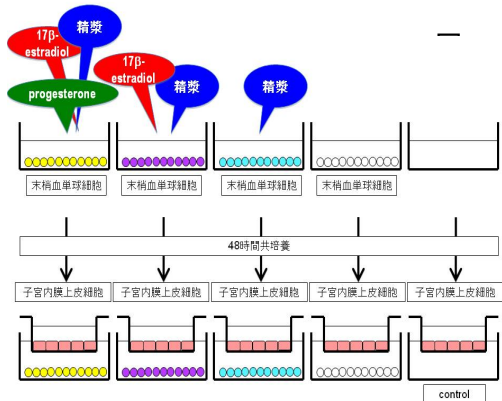 精漿
17β-
estradiol
progesterone
17β-
estradiol
精漿
精漿
末梢血単球細胞
末梢血単球細胞
末梢血単球細胞
末梢血単球細胞
48時間共培養
子宮内膜上皮細胞
子宮内膜上皮細胞
子宮内膜上皮細胞
子宮内膜上皮細胞
子宮内膜上皮細胞
control